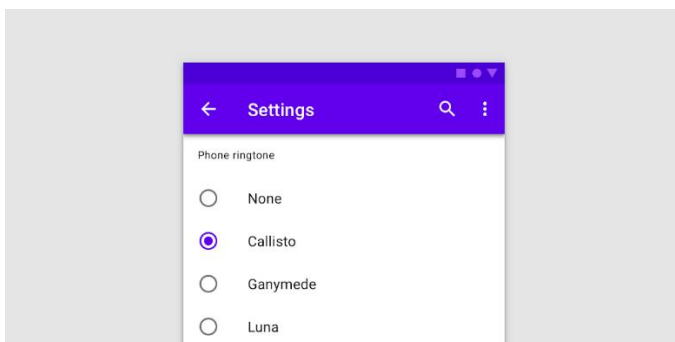 Settings
Phone ringtone
None
Callisto
Ganymede
Luna